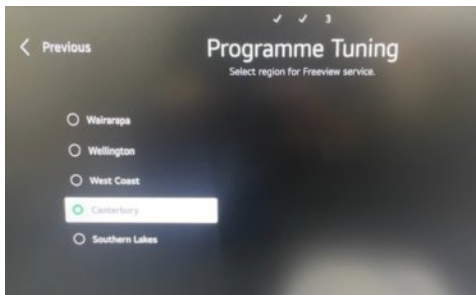 ✓ ✓ 3
Previous
Programme Tuning
Select region for Freeview service.
Wairarapa
Wellington
West Coast
Canterbury
Southern Lakes